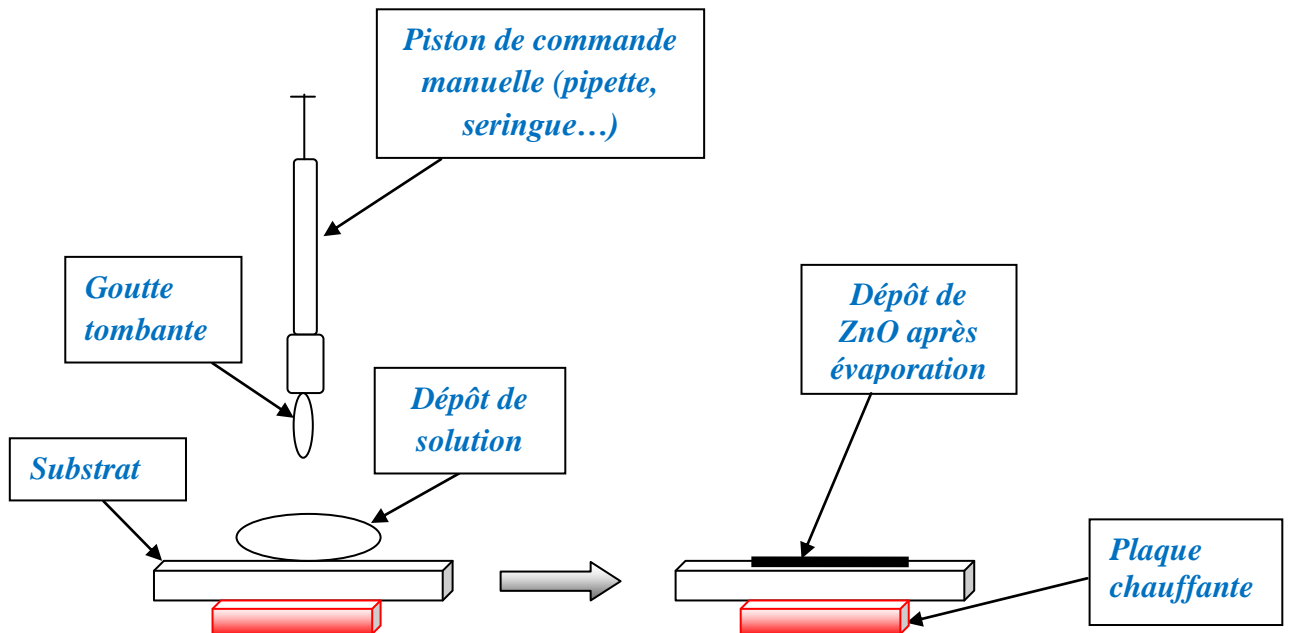 Piston de commande
manuelle (pipette,
seringue…)
Goutte
tombante
Dépôt de
solution
Substrat
Dépôt de
ZnO après
évaporation
Plaque
chauffante